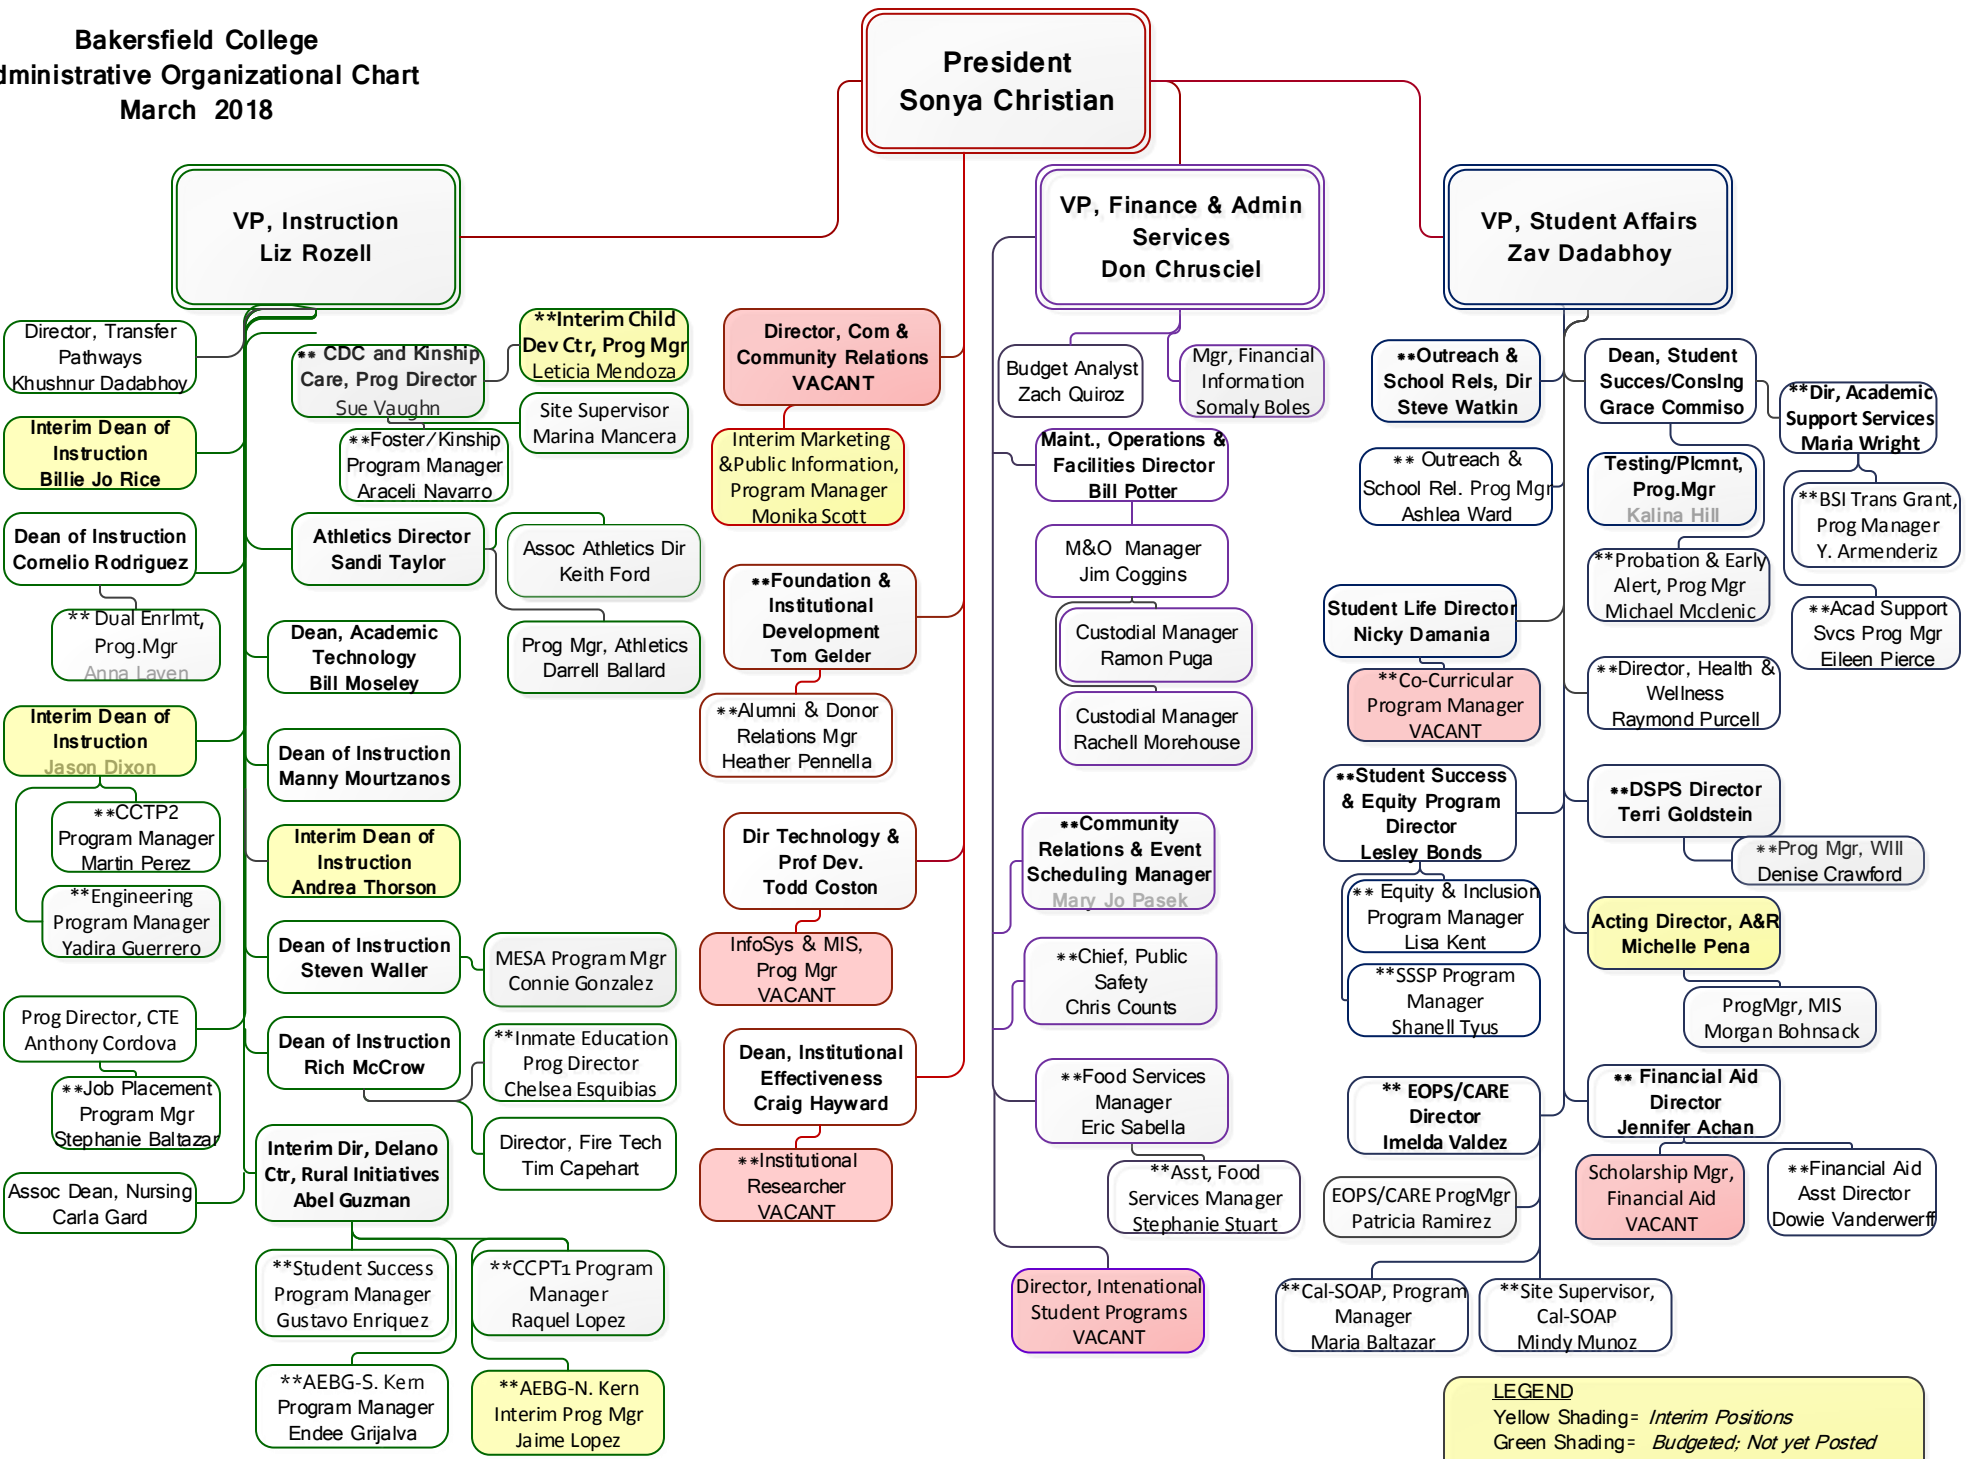 Bakersfield College
dministrative Organizational Chart
March 2018
President
Sonya Christian
VP, Instruction
Liz Rozell
VP, Finance & Admin
Services
Don Chrusciel
VP, Student Affairs
Zav Dadabhoy
Director, Transfer
Pathways
Khushnur Dadabhoy
Interim Dean of
Instruction
Billie Jo Rice
Dean of Instruction
Cornelio Rodriguez
** Dual Enrlmt,
Prog.Mgr
Anna Laven
Interim Dean of
Instruction
Jason Dixon
**CCTP2
Program Manager
Martin Perez
**Engineering
Program Manager
Yadira Guerrero
Prog Director, CTE
Anthony Cordova
**Job Placement
Program Mgr
Stephanie Baltazar
Assoc Dean, Nursing
Carla Gard
** CDC and Kinship
Care, Prog Director
Sue Vaughn
**Interim Child
Dev Ctr, Prog Mgr
Leticia Mendoza
Site Supervisor
Marina Mancera
**Foster/Kinship
Program Manager
Araceli Navarro
Athletics Director
Sandi Taylor
Assoc Athletics Dir
Keith Ford
Prog Mgr, Athletics
Darrell Ballard
Dean, Academic
Technology
Bill Moseley
Dean of Instruction
Manny Mourtzanos
Interim Dean of
Instruction
Andrea Thorson
Dean of Instruction
Steven Waller
MESA Program Mgr
Connie Gonzalez
Dean of Instruction
Rich McCrow
**Inmate Education
Prog Director
Chelsea Esquibias
Director, Fire Tech
Tim Capehart
Interim Dir, Delano
Ctr, Rural Initiatives
Abel Guzman
**Student Success
Program Manager
Gustavo Enriquez
**CCPT1 Program
Manager
Raquel Lopez
**AEBG-S. Kern
Program Manager
Endee Grijalva
**AEBG-N. Kern
Interim Prog Mgr
Jaime Lopez
Director, Com &
Community Relations
VACANT
Interim Marketing
&Public Information,
Program Manager
Monika Scott
**Foundation &
Institutional
Development
Tom Gelder
**Alumni & Donor
Relations Mgr
Heather Pennella
Dir Technology &
Prof Dev.
Todd Coston
InfoSys & MIS,
Prog Mgr
VACANT
Dean, Institutional
Effectiveness
Craig Hayward
**Institutional
Researcher
VACANT
Budget Analyst
Zach Quiroz
Mgr, Financial
Information
Somaly Boles
Maint., Operations &
Facilities Director
Bill Potter
M&O Manager
Jim Coggins
Custodial Manager
Ramon Puga
Custodial Manager
Rachell Morehouse
**Community
Relations & Event
Scheduling Manager
Mary Jo Pasek
**Chief, Public
Safety
Chris Counts
**Food Services
Manager
Eric Sabella
**Asst, Food
Services Manager
Stephanie Stuart
Director, Intenational
Student Programs
VACANT
**Outreach &
School Rels, Dir
Steve Watkin
** Outreach &
School Rel. Prog Mgr
Ashlea Ward
Student Life Director
Nicky Damania
**Co-Curricular
Program Manager
VACANT
**Student Success
& Equity Program
Director
Lesley Bonds
** Equity & Inclusion
Program Manager
Lisa Kent
**SSSP Program
Manager
Shanell Tyus
** EOPS/CARE
Director
Imelda Valdez
EOPS/CARE ProgMgr
Patricia Ramirez
**Cal-SOAP, Program
Manager
Maria Baltazar
**Site Supervisor,
Cal-SOAP
Mindy Munoz
Dean, Student
Succes/Conslng
Grace Commiso
**Dir, Academic
Support Services
Maria Wright
Testing/Plcmnt,
Prog.Mgr
Kalina Hill
**BSI Trans Grant,
Prog Manager
Y. Armenderiz
**Probation & Early
Alert, Prog Mgr
Michael Mcclenic
**Acad Support
Svcs Prog Mgr
Eileen Pierce
**Director, Health &
Wellness
Raymond Purcell
**DSPS Director
Terri Goldstein
**Prog Mgr, WIll
Denise Crawford
Acting Director, A&R
Michelle Pena
ProgMgr, MIS
Morgan Bohnsack
** Financial Aid
Director
Jennifer Achan
Scholarship Mgr,
Financial Aid
VACANT
**Financial Aid
Asst Director
Dowie Vanderwerff
LEGEND
Yellow Shading= Interim Positions
Green Shading= Budgeted; Not yet Posted